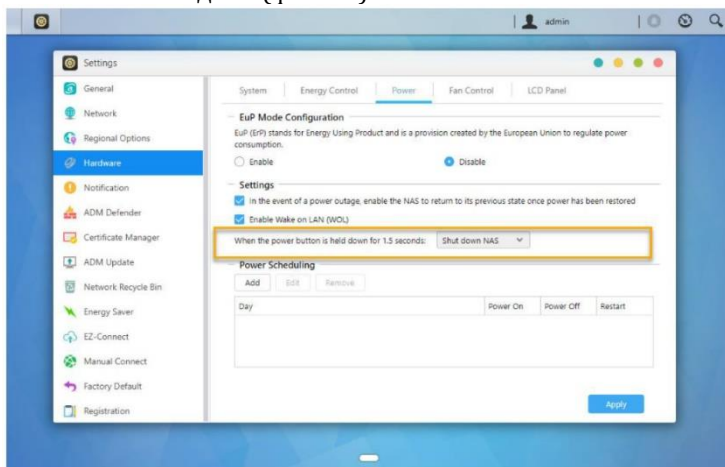 admin
Settings
General
Network
Regional Options
Hardware
Notification
ADM Defender
Certificate Manager
ADM Update
Network Recycle Bin
Energy Saver
EZ-Connect
Manual Connect
Factory Default
Registration
System Energy Control Power Fan Control LCD Panel
EuP Mode Configuration
EuP (ErP) stands for Energy Using Product and is a provision created by the European Union to regulate power
consumption.
Enable Disable
Settings
In the event of a power outage, enable the NAS to return to its previous state once power has been restored
Enable Wake on LAN (WOL)
When the power button is held down for 1.5 seconds: Shut down NAS
Power Scheduling
Add Edit Remove
Day Power On Power Off Restart
Apply